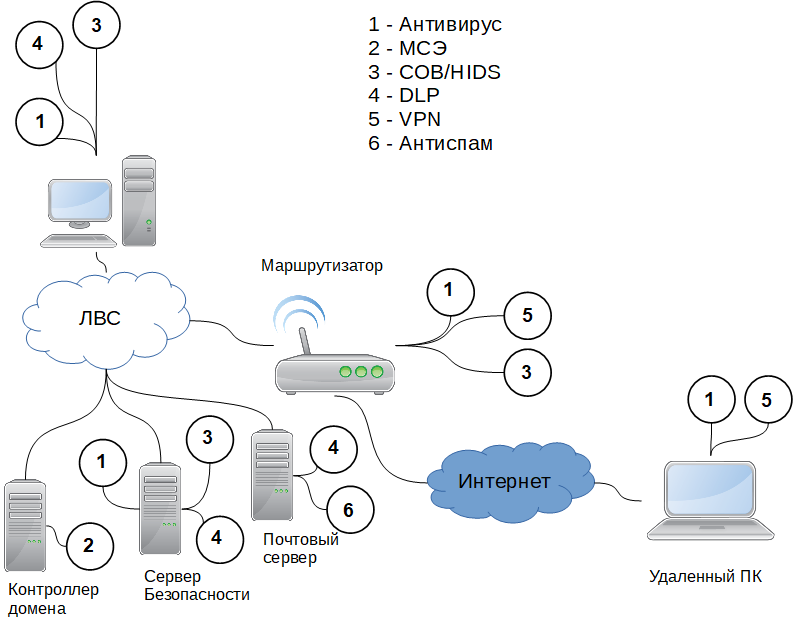 3
4
1
1 - Антивирус
2 - МСЭ
3 - СОВ/HIDS
4 - DLP
5 - VPN
6 - Антиспам
Маршрутизатор
ЛВС
1
5
3
1
5
3
1
4
4
6
2
Интернет
Почтовый
сервер
Сервер
Безопасности
Контроллер
домена
Удаленный ПК